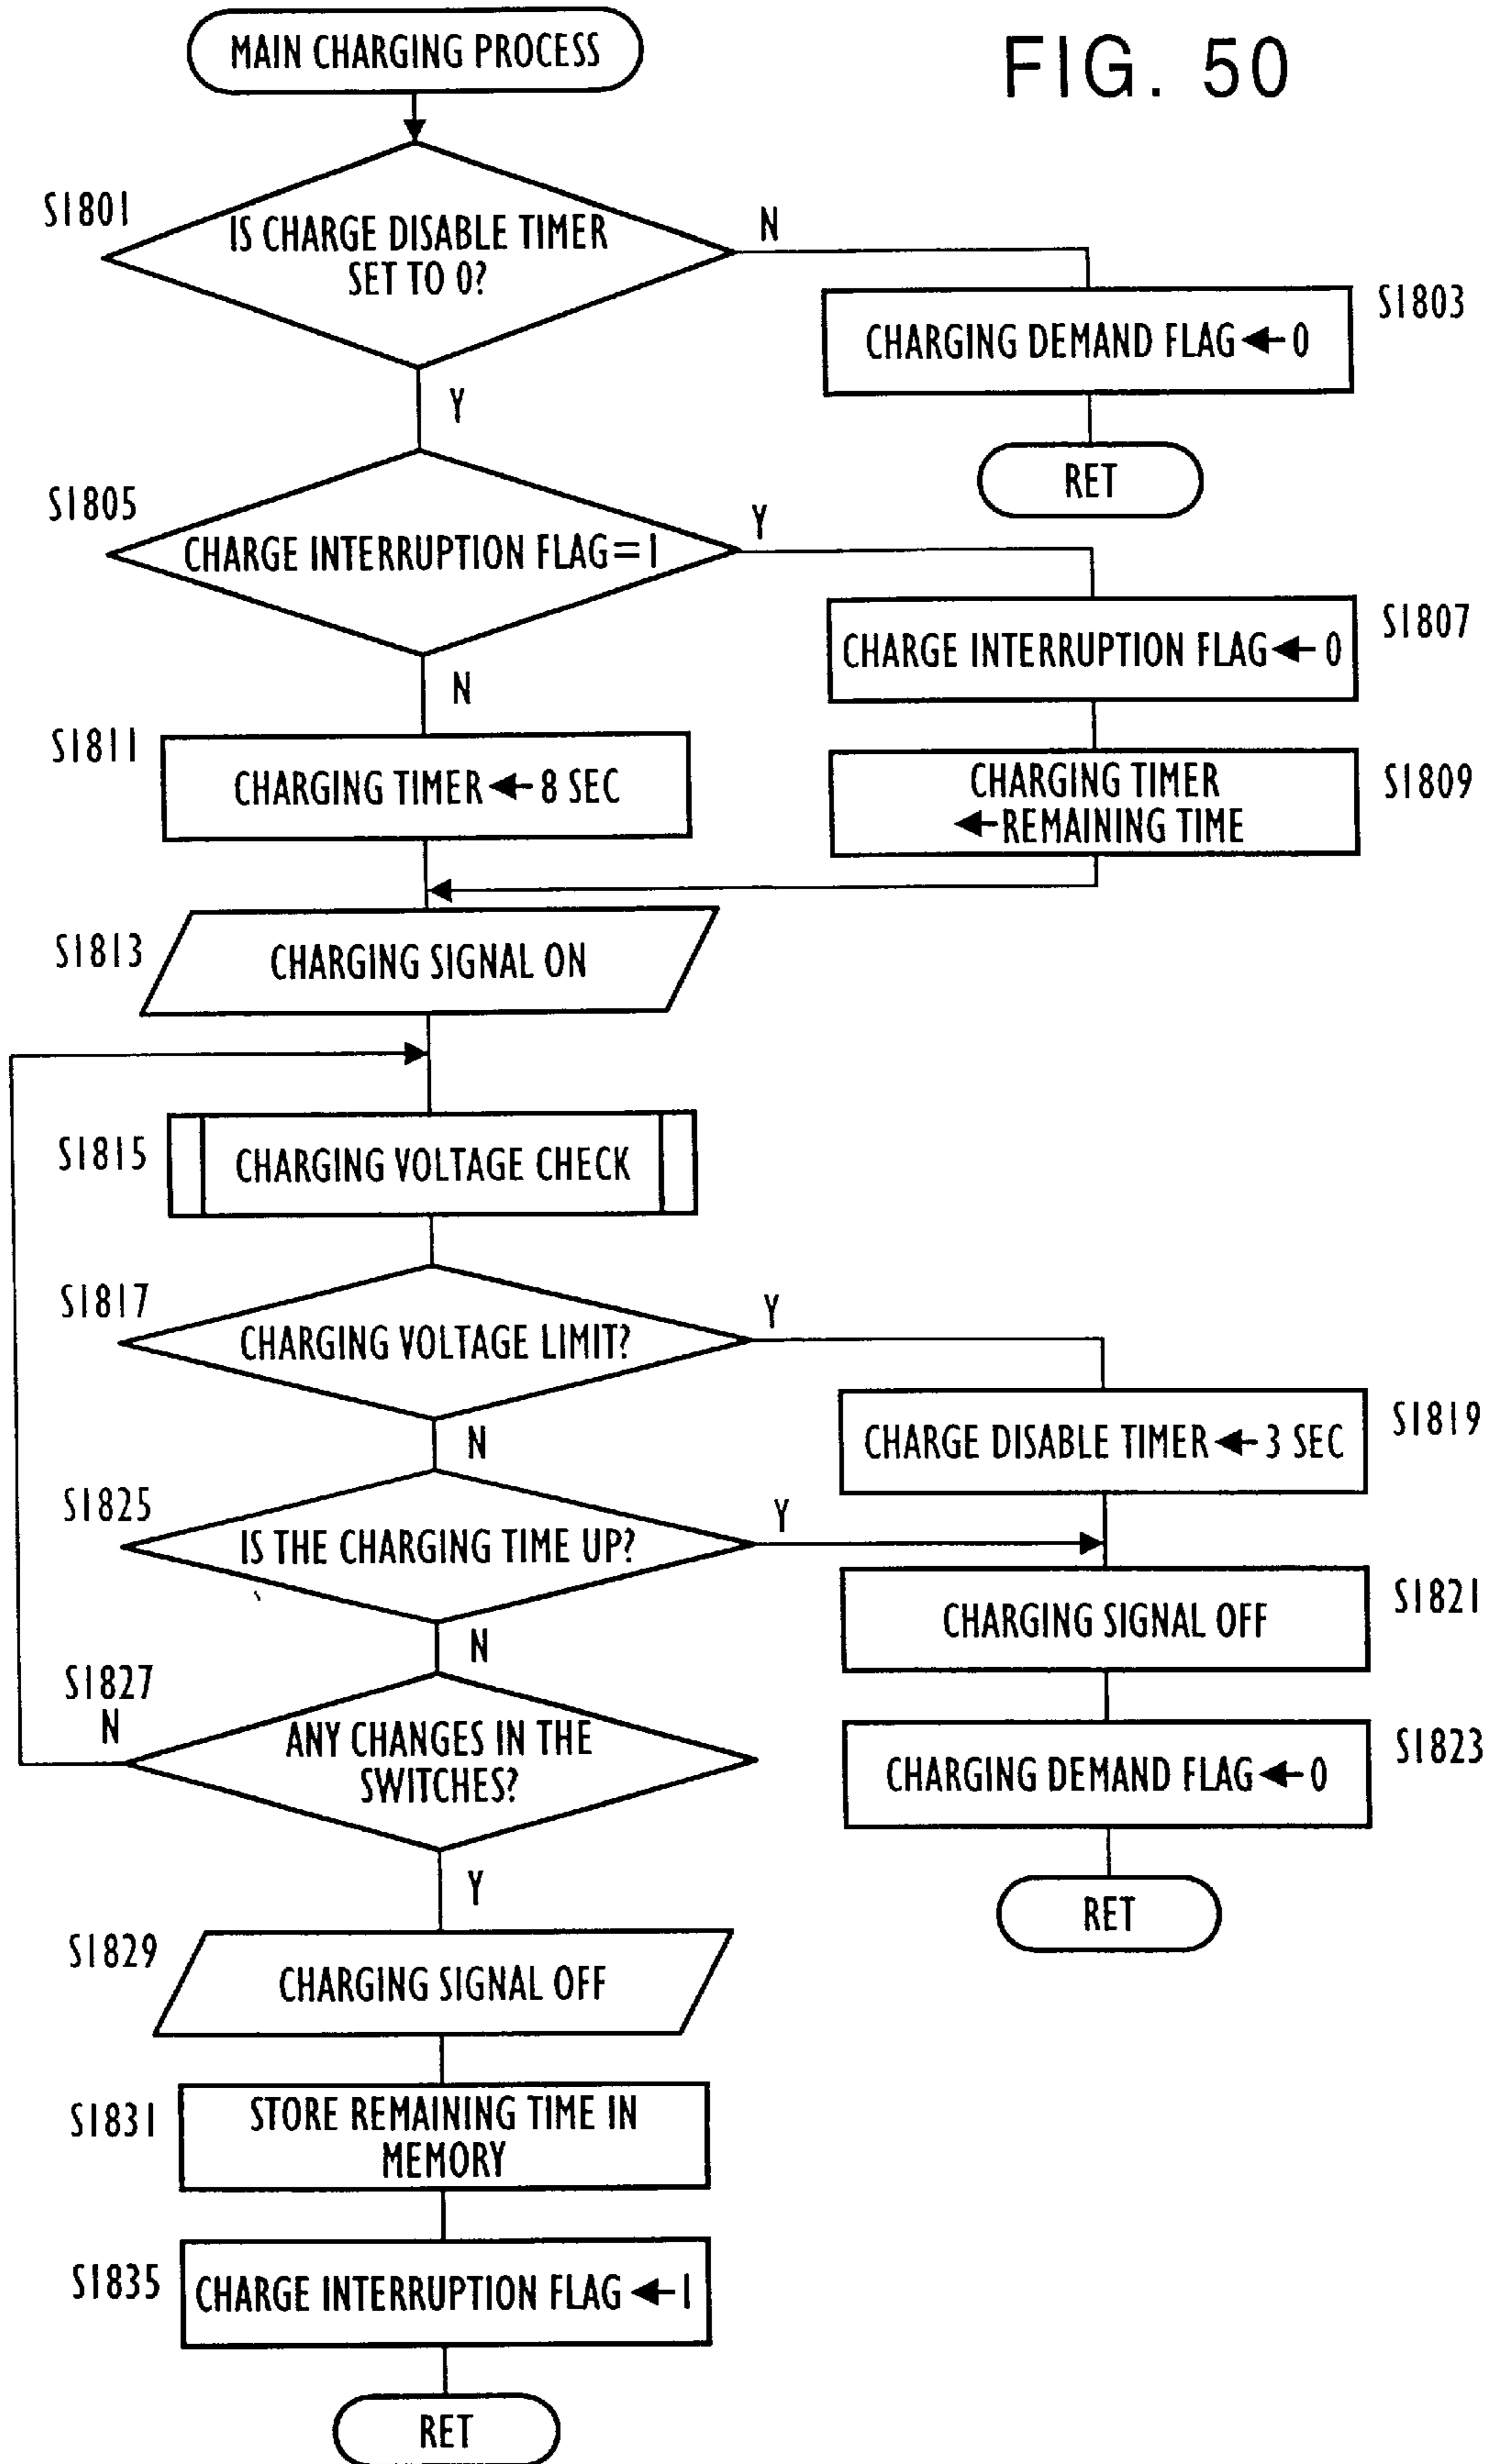 MAIN CHARGING PROCESS
FIG. 50
S1801
IS CHARGE DISABLE TIMER
SET TO 0?
N
S1803
CHARGING DEMAND FLAG ← 0
Y
RET
S1805
CHARGE INTERRUPTION FLAG = 1
Y
S1807
CHARGE INTERRUPTION FLAG ← 0
N
S1811
CHARGING TIMER ← 8 SEC
S1809
CHARGING TIMER
← REMAINING TIME
S1813
CHARGING SIGNAL ON
S1815
CHARGING VOLTAGE CHECK
S1817
CHARGING VOLTAGE LIMIT?
Y
S1819
CHARGE DISABLE TIMER ← 3 SEC
N
S1825
IS THE CHARGING TIME UP?
Y
S1821
CHARGING SIGNAL OFF
N
S1827
N
ANY CHANGES IN THE
SWITCHES?
S1823
CHARGING DEMAND FLAG ← 0
Y
RET
S1829
CHARGING SIGNAL OFF
S1831
STORE REMAINING TIME IN
MEMORY
S1835
CHARGE INTERRUPTION FLAG ← 1
RET